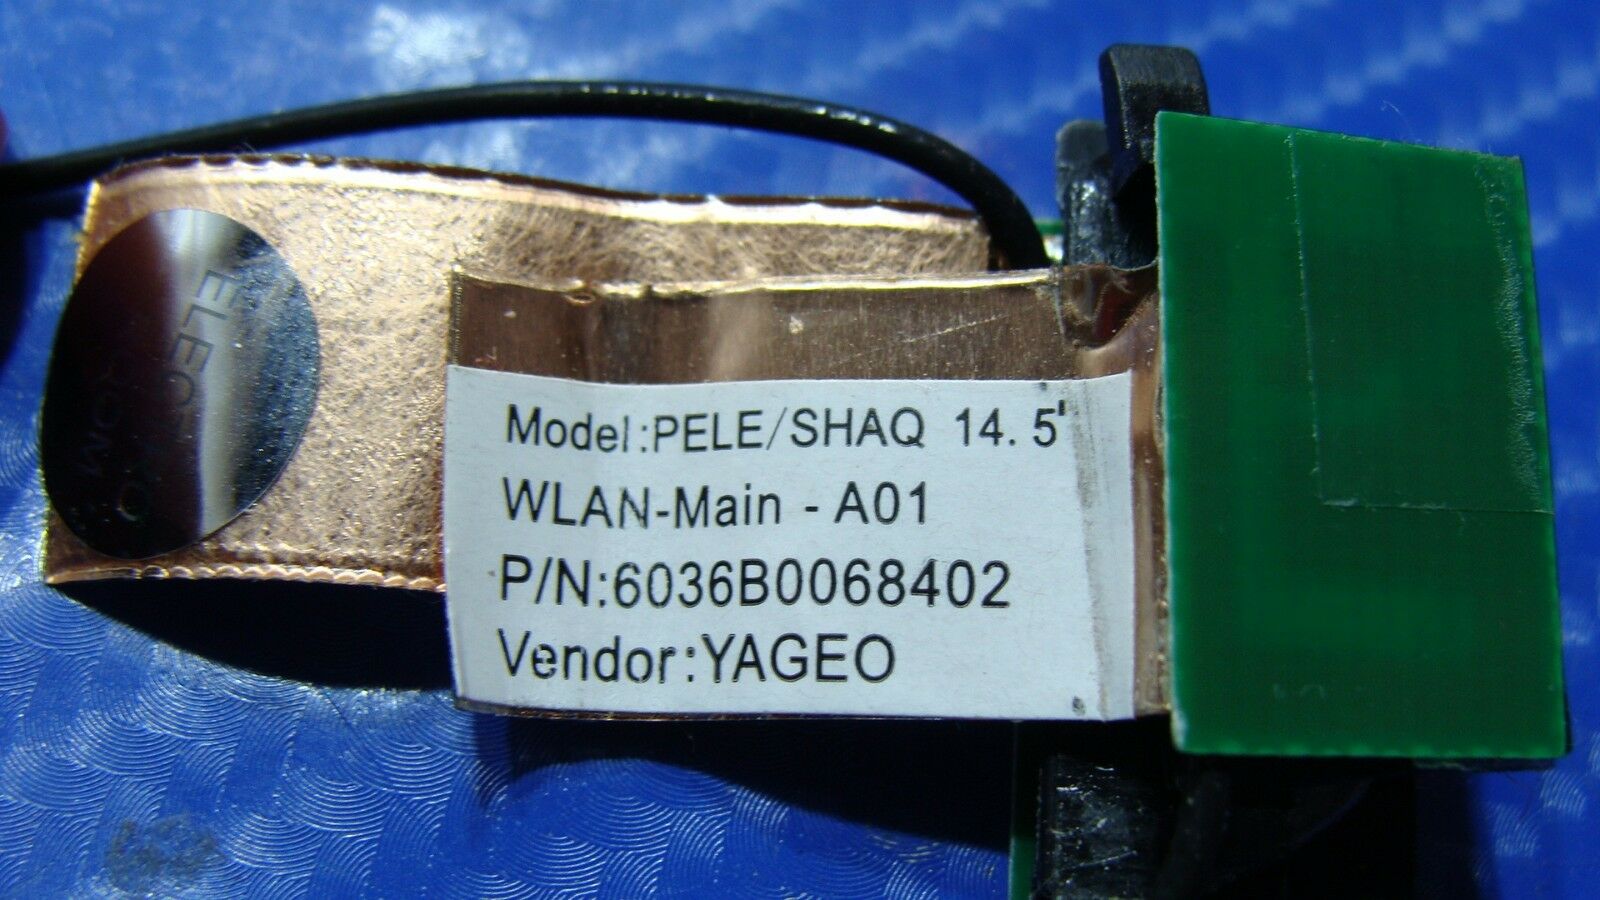 Model:PELE/SHAQ 14.5'
WLAN-Main - A01
P/N:6036B0068402
Vendor:YAGEO